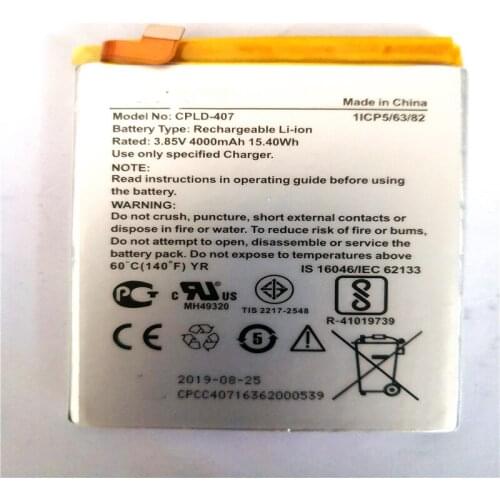 Made in China
Model No: CPLD-407 1ICP5/63/82
Battery Type: Rechargeable Li-ion
Rated: 3.85V 4000mAh 15.40Wh
Use only specified Charger.
NOTE:
Read instructions in operating guide before using
the battery.
WARNING:
Do not crush, puncture, short external contacts or
dispose in fire or water. To reduce risk of fire or bums,
Do not attempt to open, disassemble or service this
battery pack. Do not expose to temperatures above
60°C(140°F) YR IS 16046/IEC 62133
c RU US
MH49320
TIS 2217-2548
R-41019739
CE
5
2019-08-25
CPCC40716362000539